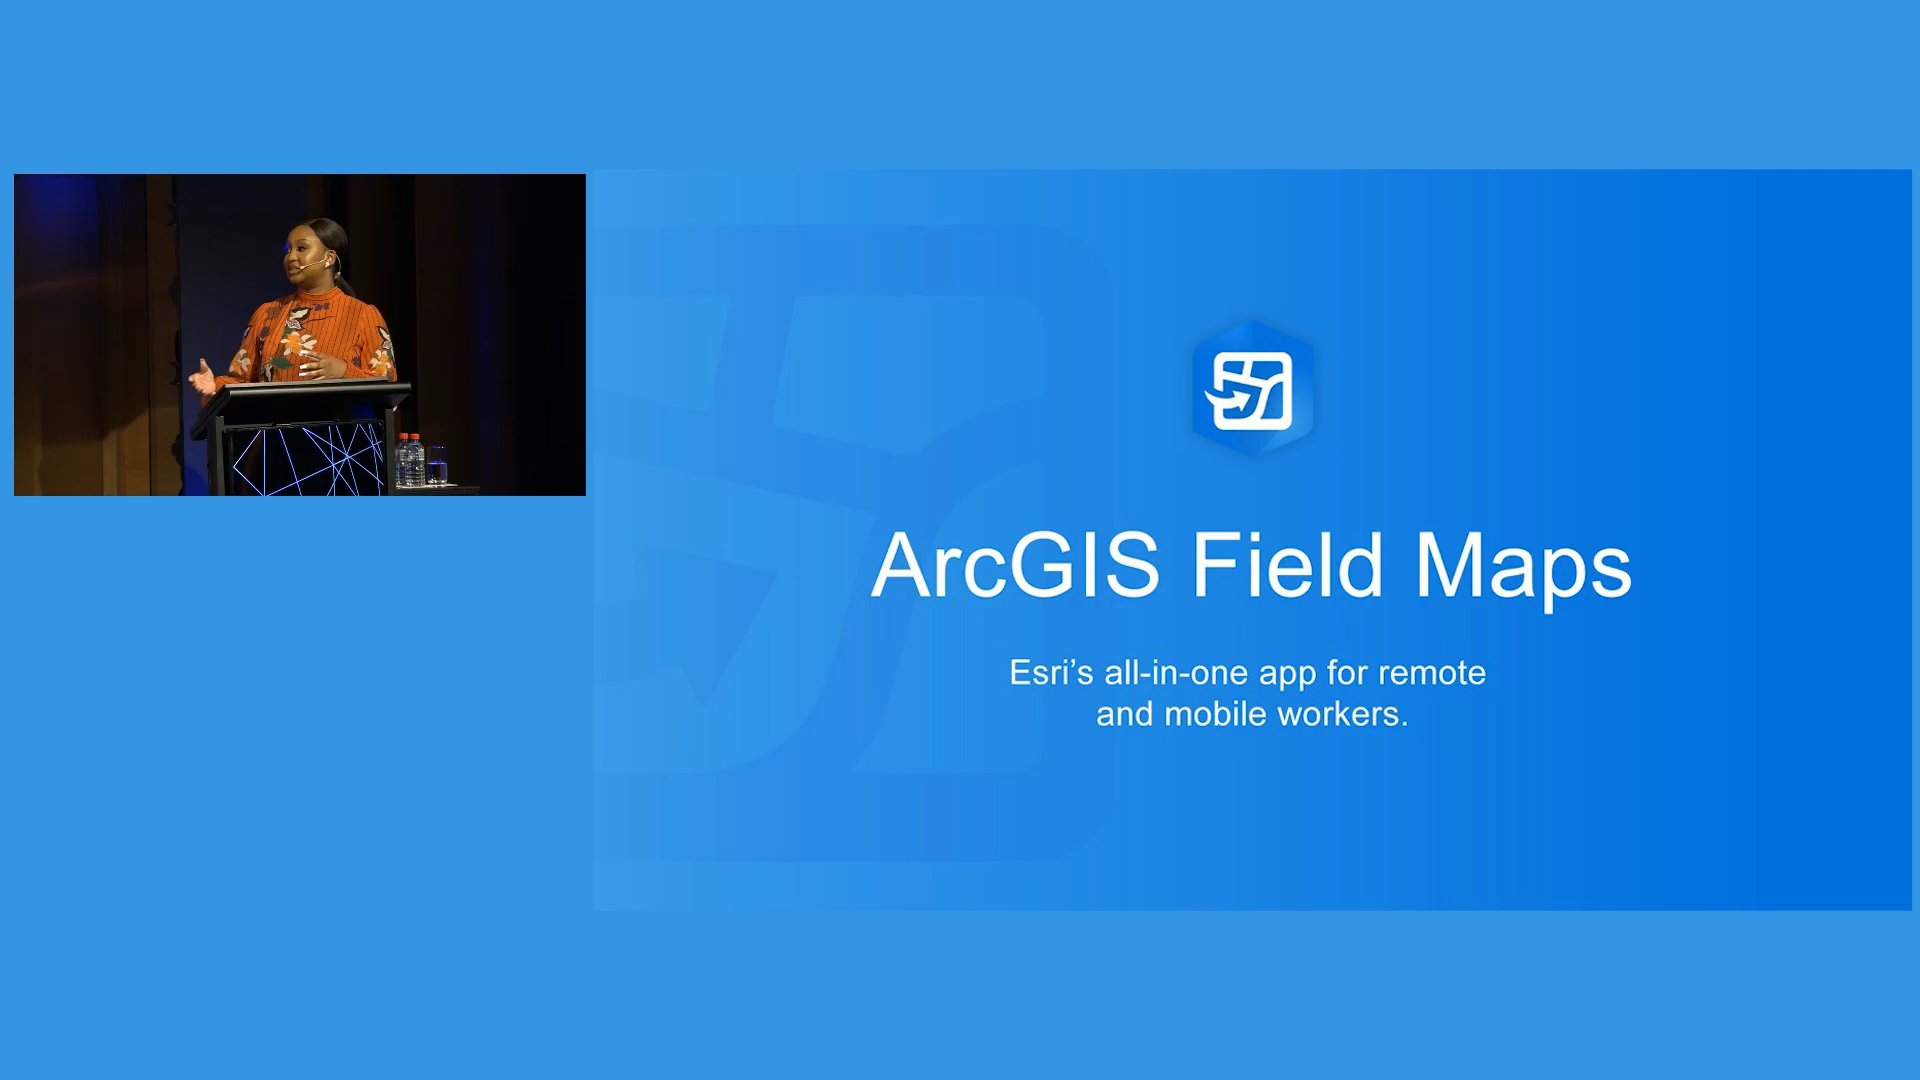 ArcGIS Field Maps
Esri’s all-in-one app for remote
and mobile workers.